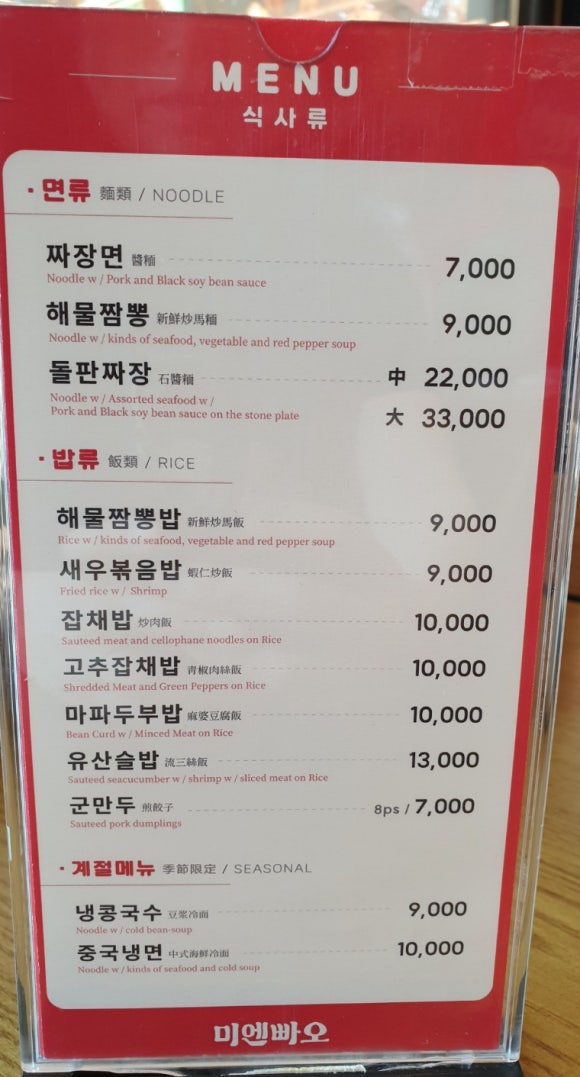 MENU
식사류
· 면류 麵類 / NOODLE
짜장면 醬麵 7,000
Noodle w / Pork and Black soy bean sauce
해물짬뽕 新鮮炒馬麵 9,000
Noodle w / kinds of seafood, vegetable and red pepper soup
돌판짜장 石醬麵 中 22,000
Noodle w / Assorted seafood w /
Pork and Black soy bean sauce on the stone plate 大 33,000
· 밥류 飯類 / RICE
해물짬뽕밥 新鮮炒馬飯 9,000
Rice w / kinds of seafood, vegetable and red pepper soup
새우볶음밥 蝦仁炒飯 9,000
Fried rice w / Shrimp
잡채밥 炒肉飯 10,000
Sauteed meat and cellophane noodles on Rice
고추잡채밥 靑椒肉絲飯 10,000
Shredded Meat and Green Peppers on Rice
마파두부밥 麻婆豆腐飯 10,000
Bean Curd w / Minced Meat on Rice
유산슬밥 流三絲飯 13,000
Sauteed seacucumber w / shrimp w / sliced meat on Rice
군만두 煎餃子 8ps / 7,000
Sauteed pork dumplings
· 계절메뉴 季節限定 / SEASONAL
냉콩국수 豆漿冷面 9,000
Noodle w / cold bean-soup
중국냉면 中式海鮮冷面 10,000
Noodle w / kinds of seafood and cold soup
미엔빠오